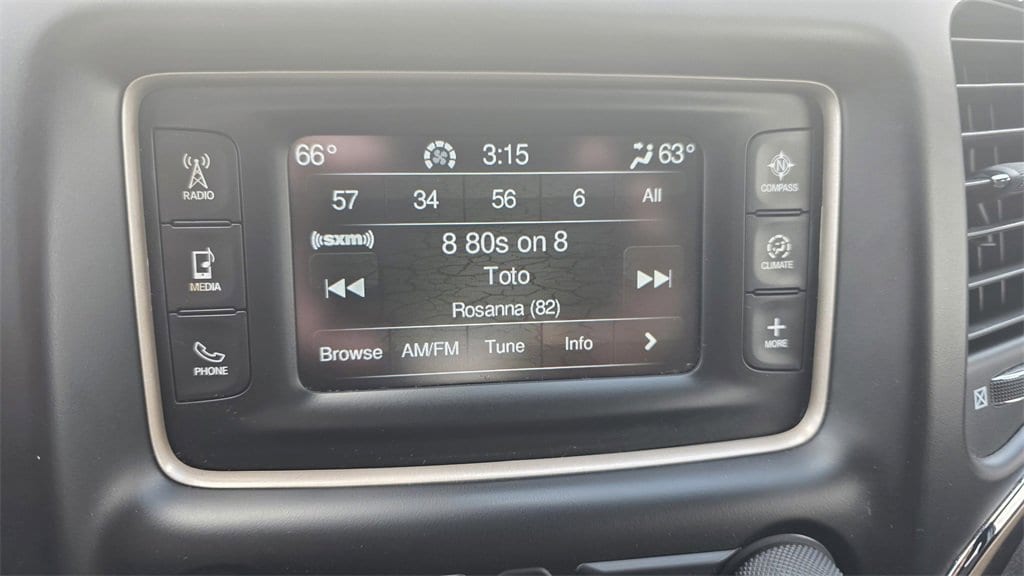 66° 3:15 63°
57 34 56 6 All
((sxm)) 8 80s on 8
Toto
Rosanna (82)
Browse AM/FM Tune Info >
RADIO
MEDIA
PHONE
N
COMPASS
CLIMATE
+
MORE